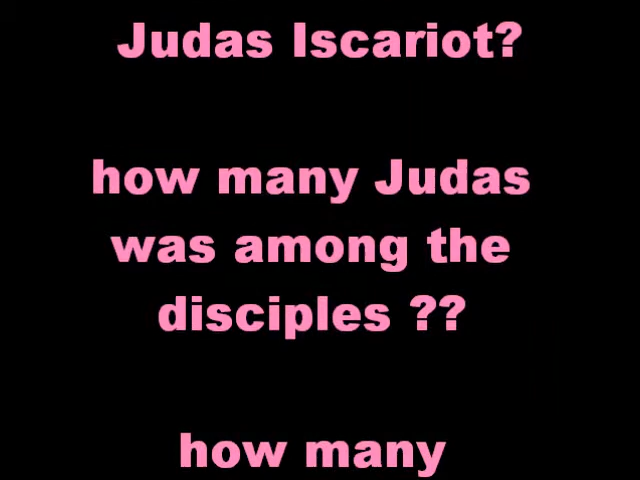 Judas Iscariot?
how many Judas
was among the
disciples ??
how many